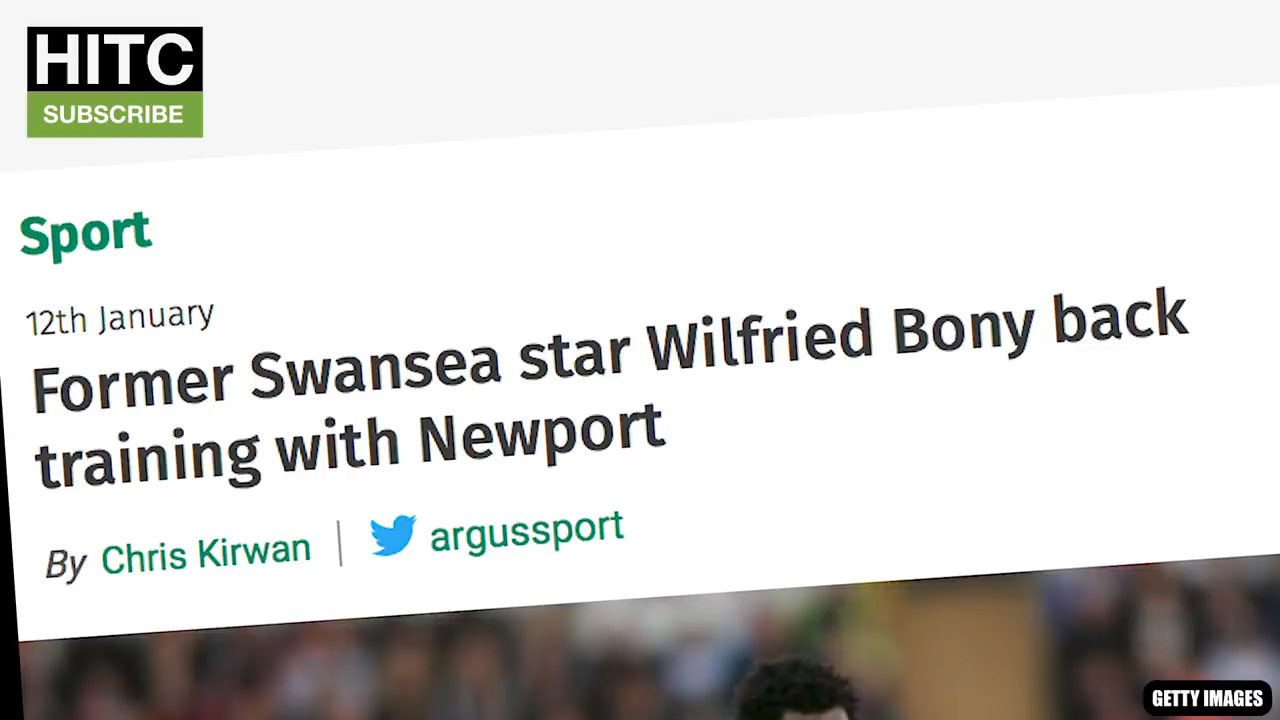 HITC
SUBSCRIBE
Sport
12th January
Former Swansea star Wilfried Bony back
training with Newport
By Chris Kirwan | argussport
GETTY IMAGES